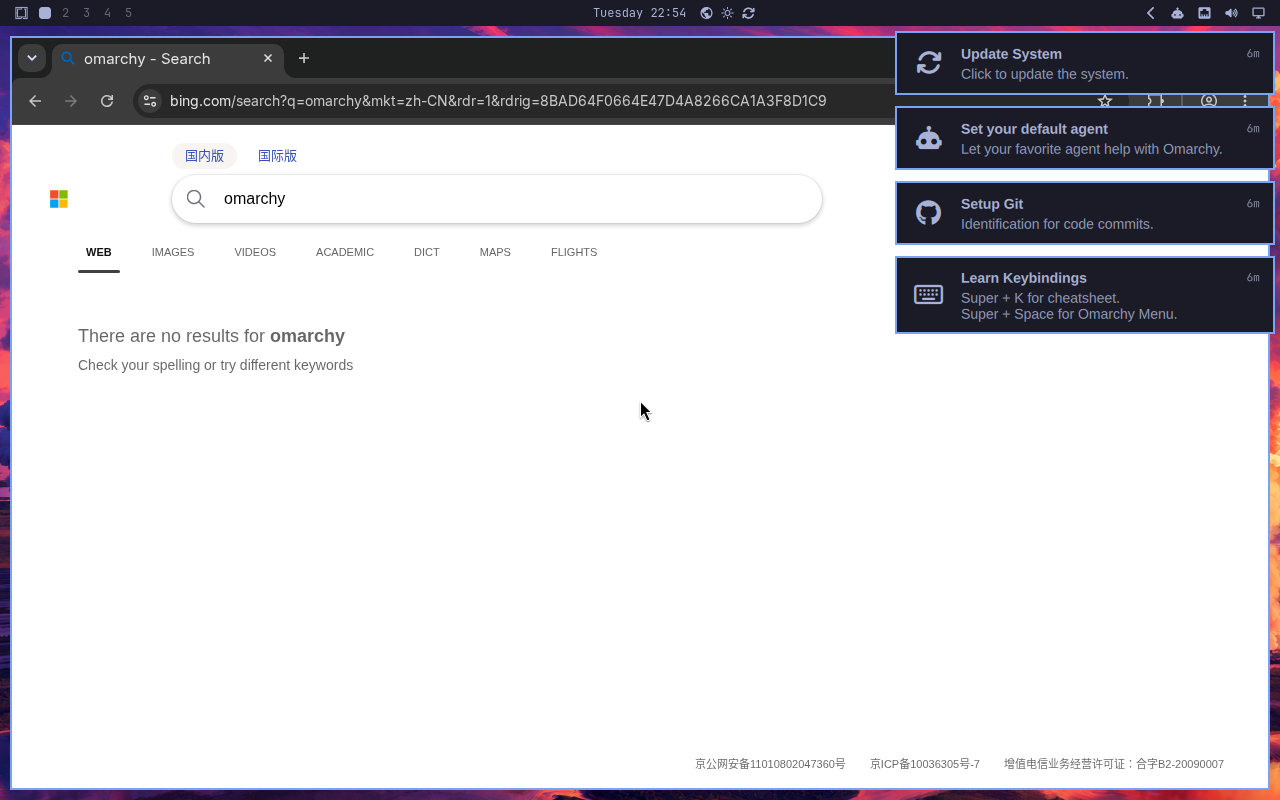 2 3 4 5
Tuesday 22:54
omarchy - Search
bing.com/search?q=omarchy&mkt=zh-CN&rdr=1&rdrig=8BAD64F0664E47D4A8266CA1A3F8D1C9
Update System
6m
Click to update the system.
Set your default agent
6m
Let your favorite agent help with Omarchy.
Setup Git
6m
Identification for code commits.
Learn Keybindings
6m
Super + K for cheatsheet.
Super + Space for Omarchy Menu.
国内版 国际版
omarchy
WEB IMAGES VIDEOS ACADEMIC DICT MAPS FLIGHTS
There are no results for omarchy
Check your spelling or try different keywords
京公网安备11010802047360号 京ICP备10036305号-7 增值电信业务经营许可证：合字B2-20090007